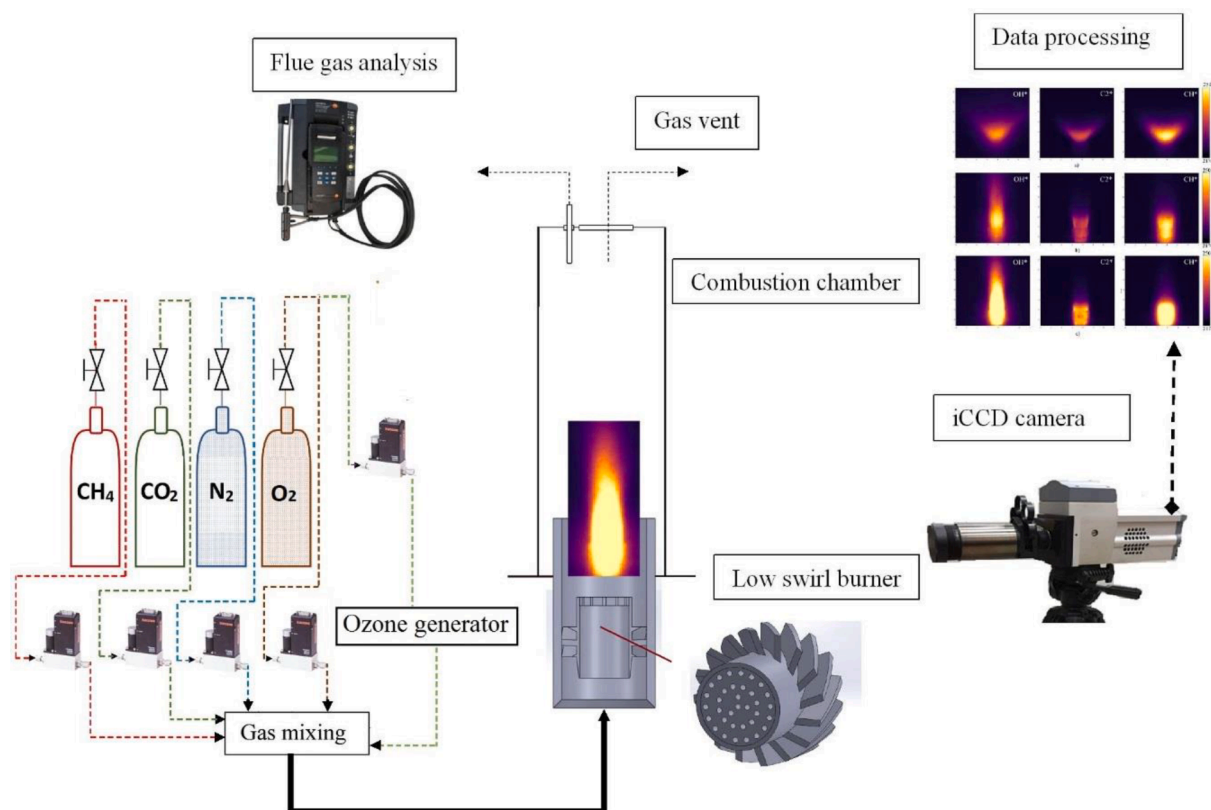 Data processing
Flue gas analysis
Gas vent
OH*
C2*
CH*
a)
OH*
C2*
CH*
b)
OH*
C2*
CH*
c)
Combustion chamber
iCCD camera
CH₄
CO₂
N₂
O₂
Low swirl burner
Ozone generator
Gas mixing